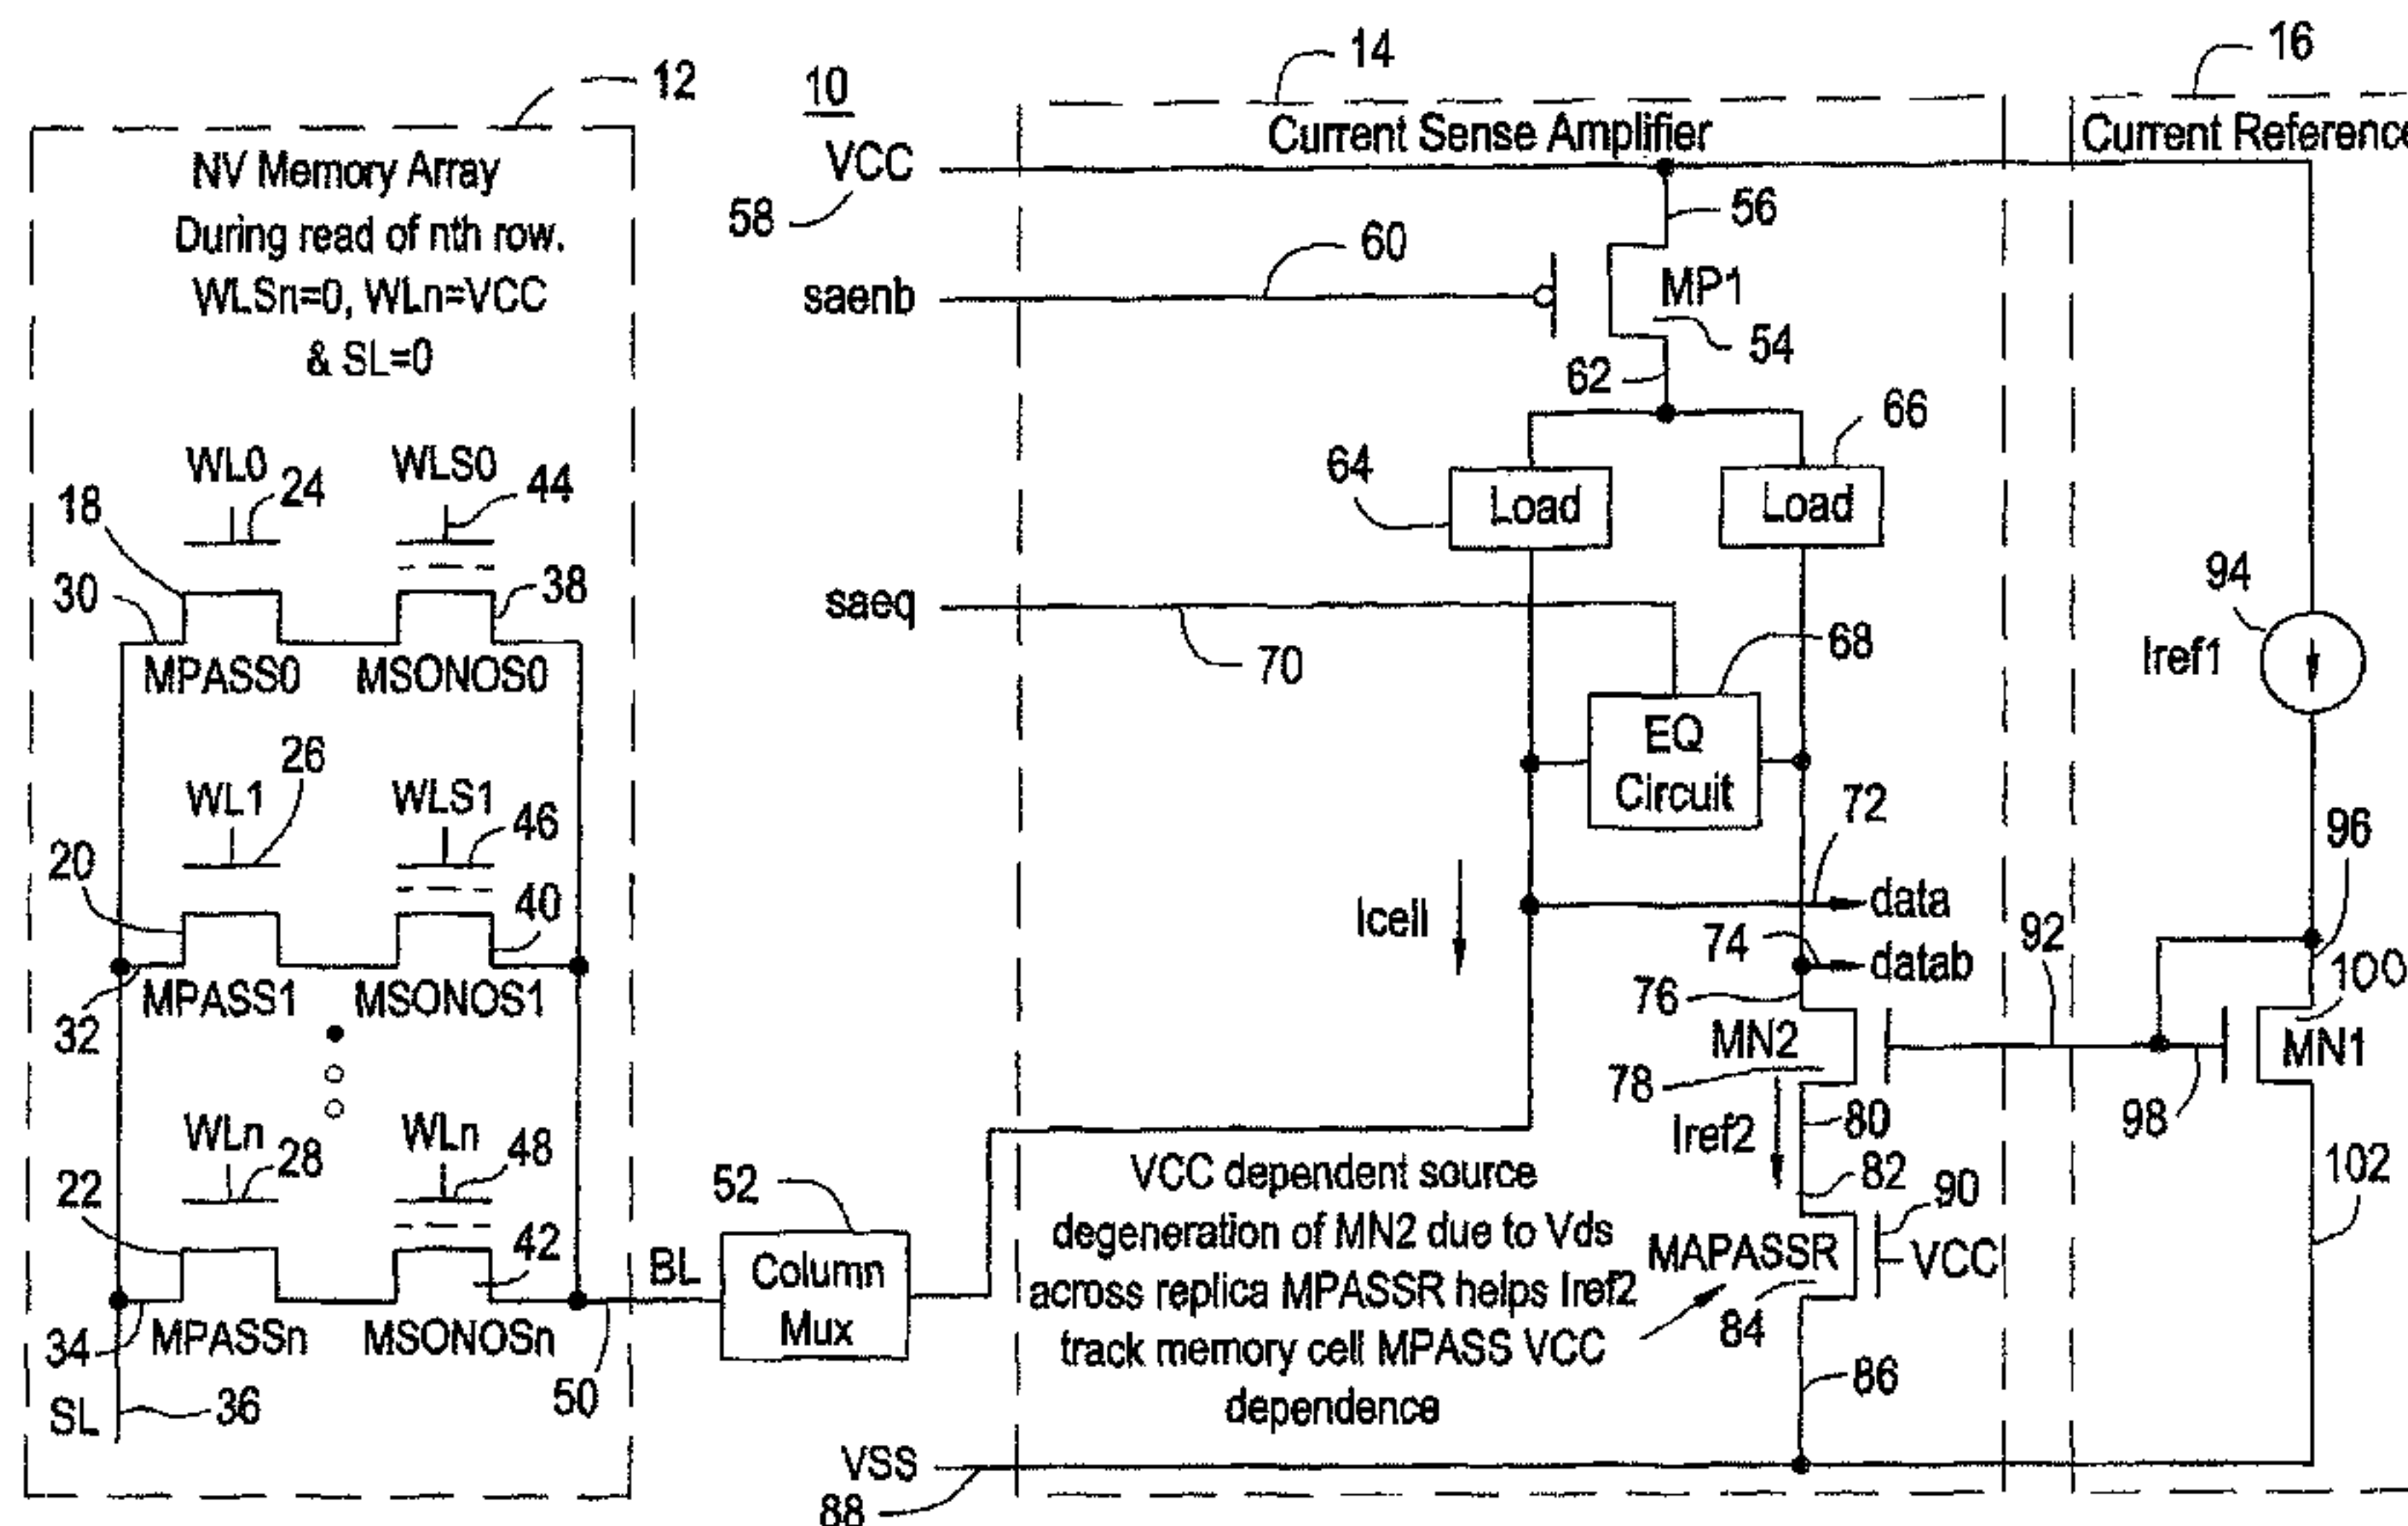 12
10
14
16
NV Memory Array
During read of nth row.
WLSn=0, WLn=VCC
& SL=0
VCC
58
Current Sense Amplifier
Current Reference
56
saenb
60
MP1
54
62
WL0
24
WLS0
44
18
30
38
MPASS0
MSONOS0
64
Load
66
Load
saeq
70
68
EQ
Circuit
94
Iref1
WL1
26
WLS1
46
20
40
32
MPASS1
MSONOS1
Icell
72
data
74
datab
76
92
96
100
MN2
78
MN1
98
Iref2
80
82
90
102
WLn
28
WLn
48
22
42
34
MPASSn
MSONOSn
SL
36
50
BL
52
Column
Mux
VCC dependent source
degeneration of MN2 due to Vds
across replica MPASSR helps Iref2
track memory cell MPASS VCC
dependence
MAPASSR
VCC
84
86
VSS
88